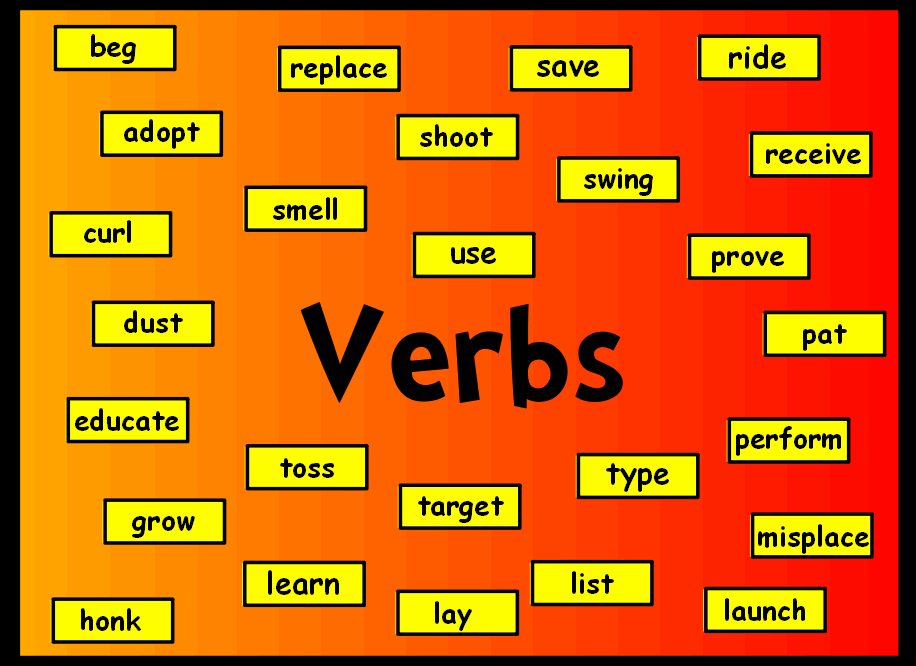 beg
replace
save
ride
adopt
shoot
receive
swing
smell
curl
use
prove
dust
pat
Verbs
educate
perform
toss
type
target
grow
misplace
learn
list
lay
launch
honk